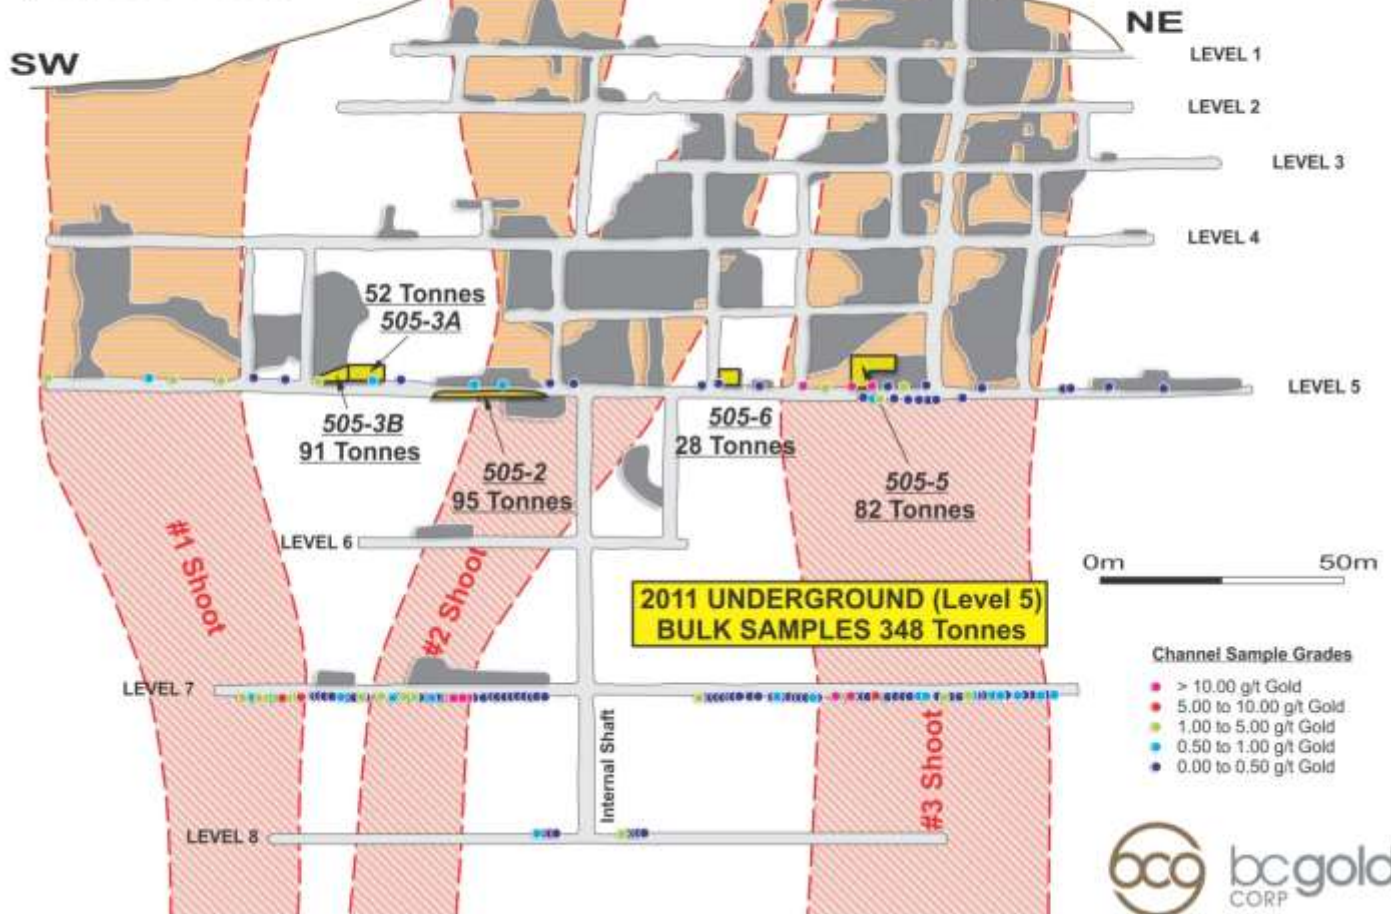 NE
SW
LEVEL 1
LEVEL 2
LEVEL 3
LEVEL 4
52 Tonnes
505-3A
LEVEL 5
505-3B
91 Tonnes
505-6
28 Tonnes
505-2
95 Tonnes
505-5
82 Tonnes
#1 Shoot
LEVEL 6
#2 Shoot
0m 50m
2011 UNDERGROUND (Level 5)
BULK SAMPLES 348 Tonnes
Channel Sample Grades
> 10.00 g/t Gold
5.00 to 10.00 g/t Gold
1.00 to 5.00 g/t Gold
0.50 to 1.00 g/t Gold
0.00 to 0.50 g/t Gold
LEVEL 7
Internal Shaft
#3 Shoot
LEVEL 8
bcg
bcgold
CORP